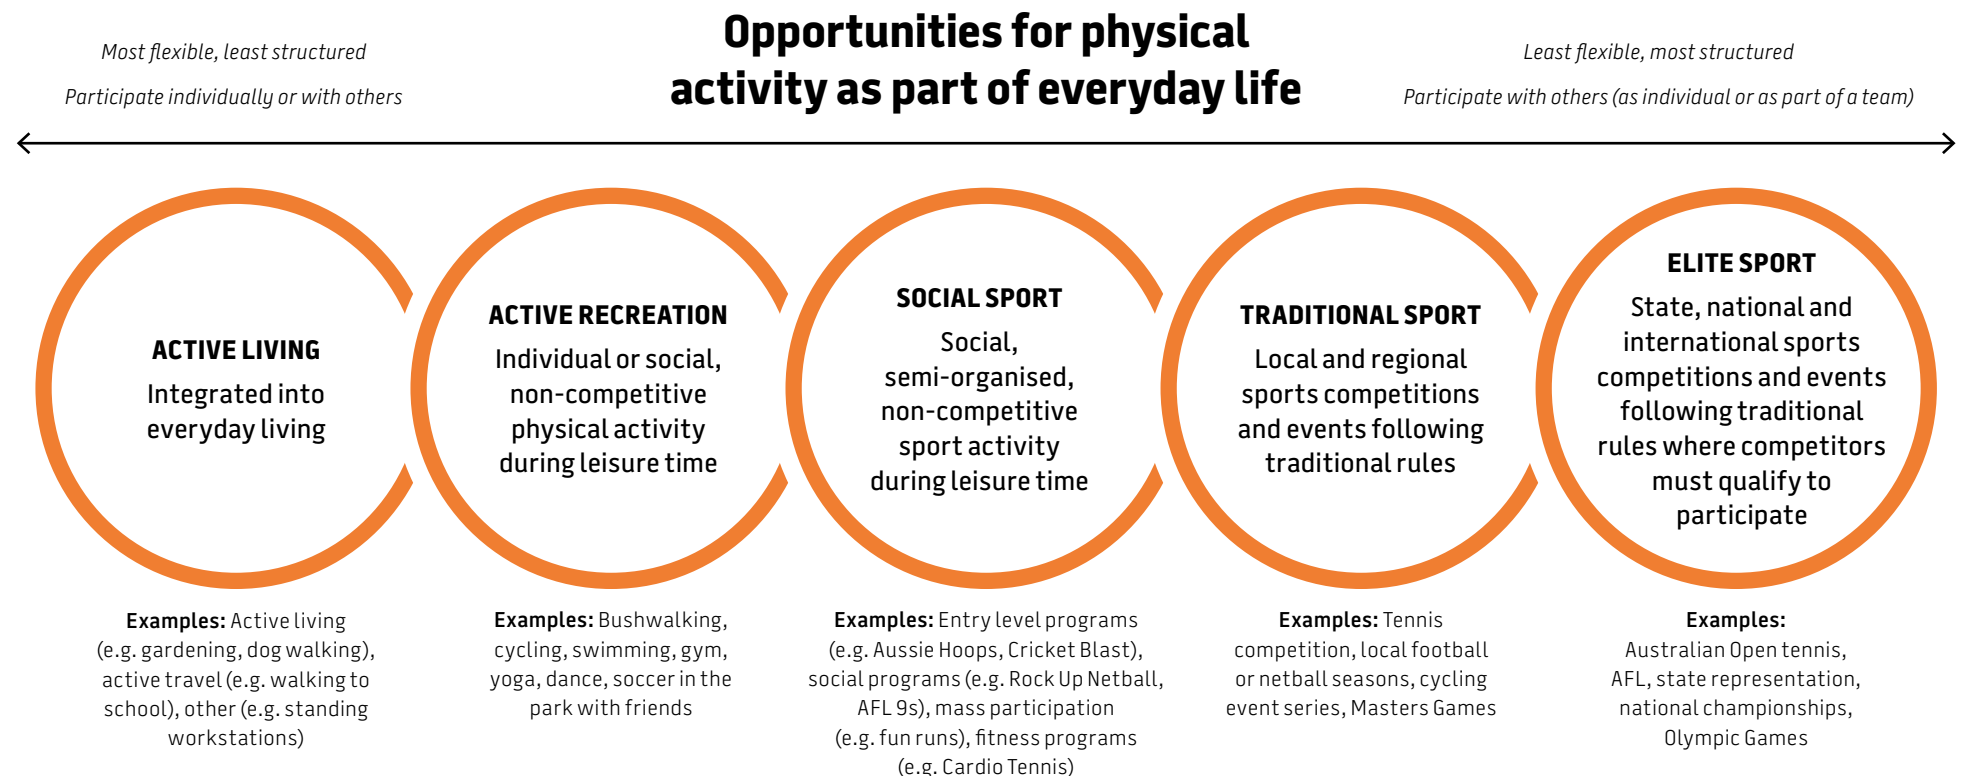 Opportunities for physical
activity as part of everyday life
Most flexible, least structured
Participate individually or with others
Least flexible, most structured
Participate with others (as individual or as part of a team)
ACTIVE LIVING
Integrated into
everyday living
Examples: Active living
(e.g. gardening, dog walking),
active travel (e.g. walking to
school), other (e.g. standing
workstations)
ACTIVE RECREATION
Individual or social,
non-competitive
physical activity
during leisure time
Examples: Bushwalking,
cycling, swimming, gym,
yoga, dance, soccer in the
park with friends
SOCIAL SPORT
Social,
semi-organised,
non-competitive
sport activity
during leisure time
Examples: Entry level programs
(e.g. Aussie Hoops, Cricket Blast),
social programs (e.g. Rock Up Netball,
AFL 9s), mass participation
(e.g. fun runs), fitness programs
(e.g. Cardio Tennis)
TRADITIONAL SPORT
Local and regional
sports competitions
and events following
traditional rules
Examples: Tennis
competition, local football
or netball seasons, cycling
event series, Masters Games
ELITE SPORT
State, national and
international sports
competitions and events
following traditional
rules where competitors
must qualify to
participate
Examples:
Australian Open tennis,
AFL, state representation,
national championships,
Olympic Games